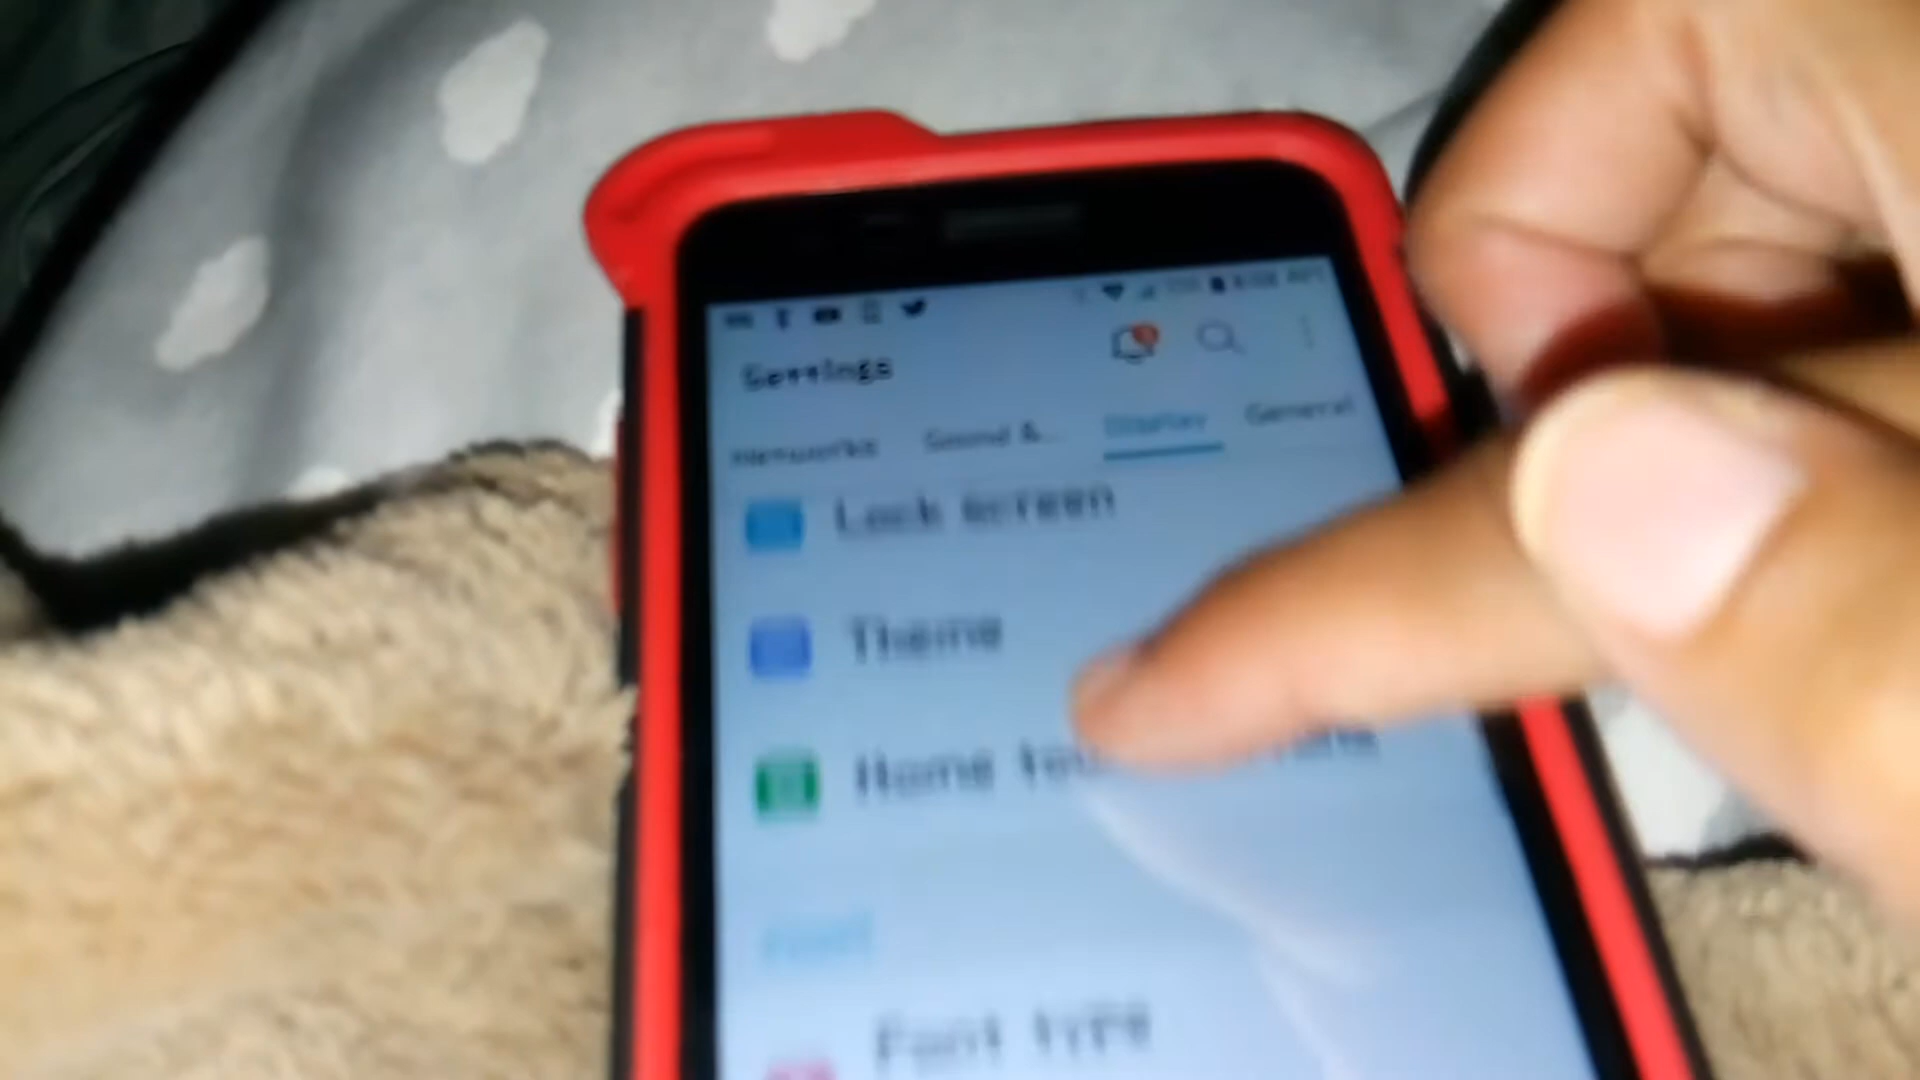 Settings
Networks Sound &... Display General
Lock screen
Theme
Home
FONT
Font type